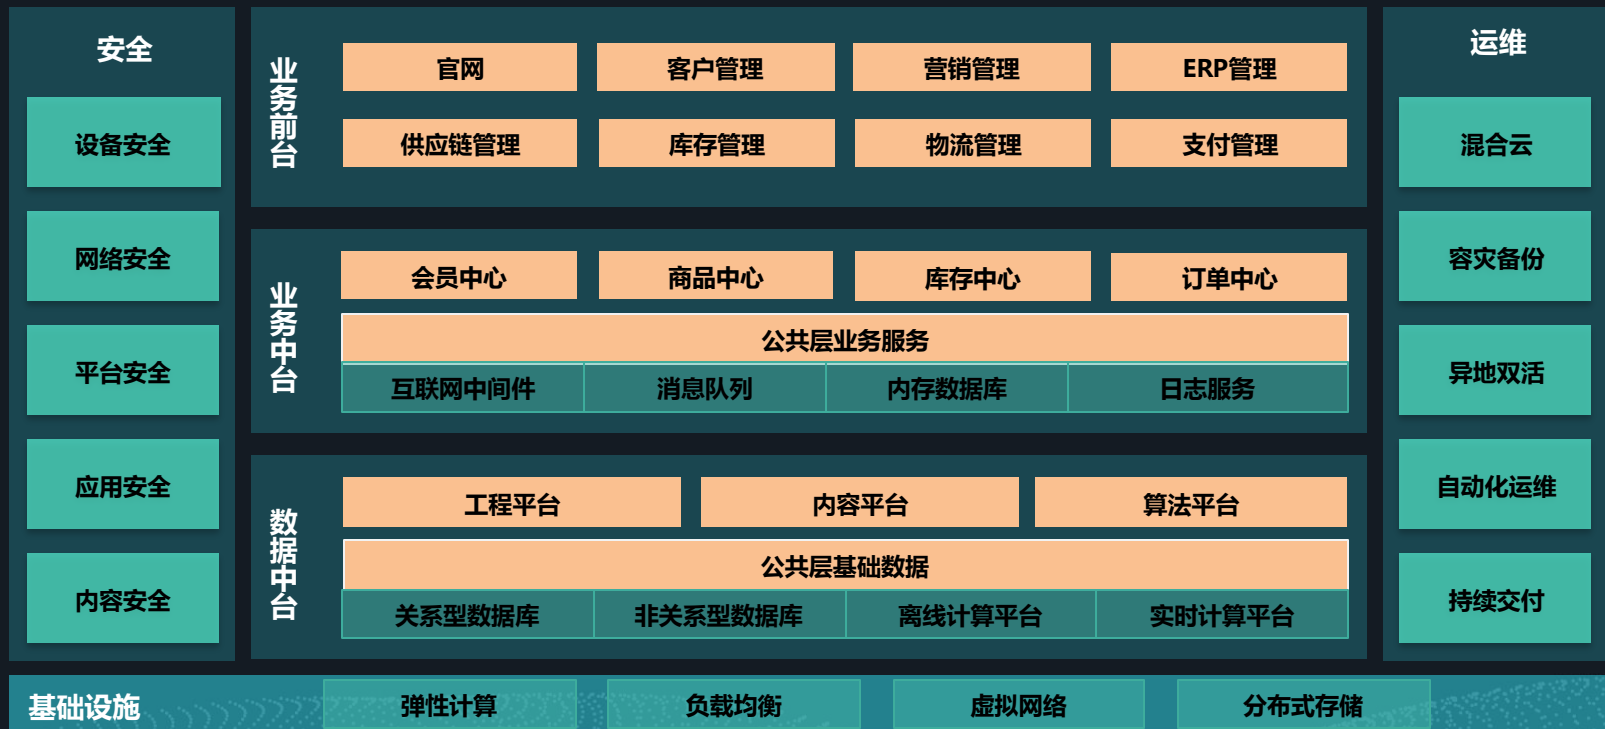 安全
设备安全
网络安全
平台安全
应用安全
内容安全
业务前台
官网
客户管理
营销管理
ERP管理
供应链管理
库存管理
物流管理
支付管理
业务中台
会员中心
商品中心
库存中心
订单中心
公共层业务服务
互联网中间件
消息队列
内存数据库
日志服务
数据中台
工程平台
内容平台
算法平台
公共层基础数据
关系型数据库
非关系型数据库
离线计算平台
实时计算平台
运维
混合云
容灾备份
异地双活
自动化运维
持续交付
基础设施
弹性计算
负载均衡
虚拟网络
分布式存储